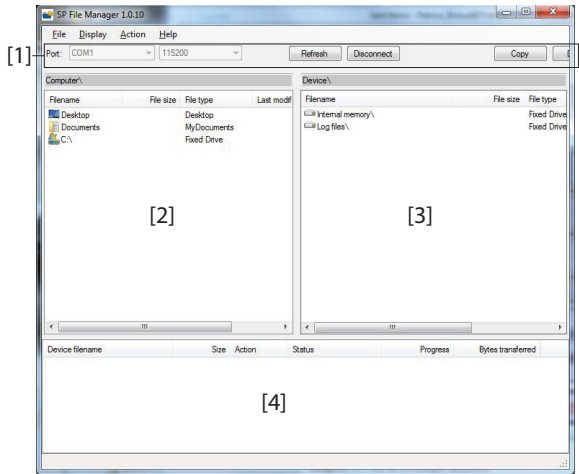 SP File Manager 1.0.10
File Display Action Help
[1] Port: COM1 115200 Refresh Disconnect Copy
Computer\ Device\
Filename File size File type Last modif Filename File size File type
Desktop Desktop Internal memory\ Fixed Drive
Documents MyDocuments Log files\ Fixed Drive
C:\ Fixed Drive
[2] [3]
Device filename Size Action Status Progress Bytes transferred
[4]